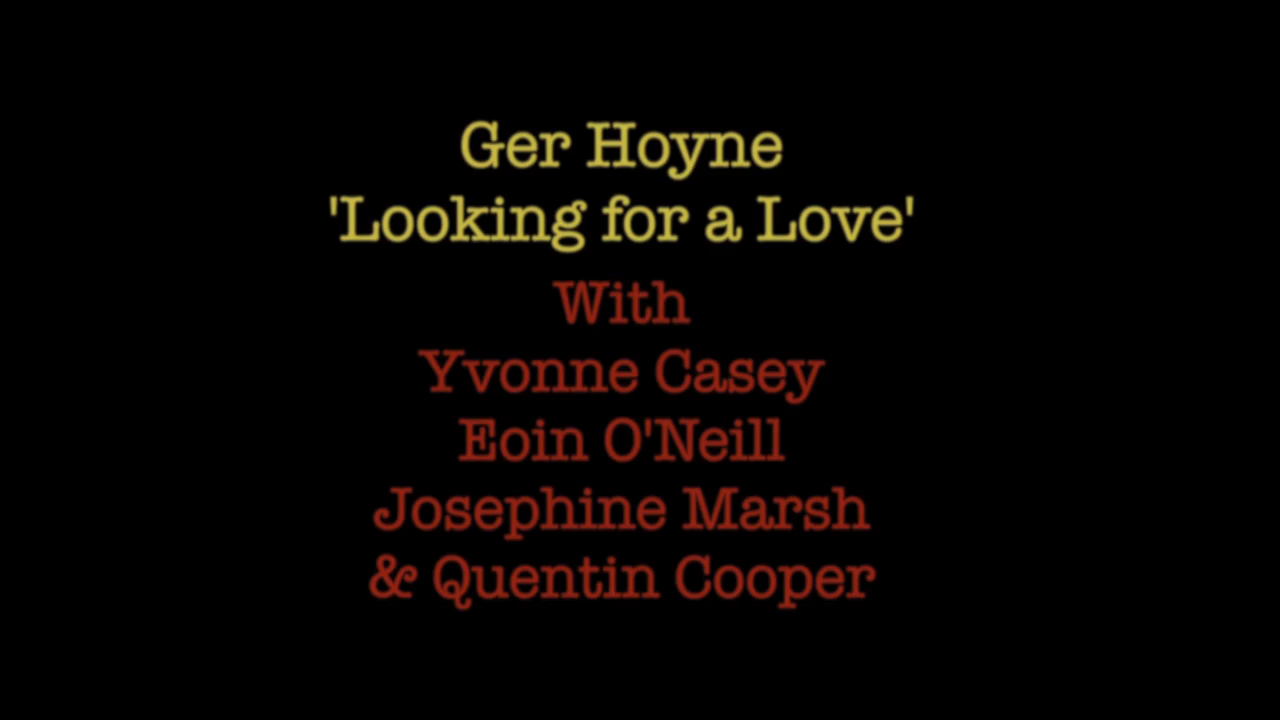 Ger Hoyne
'Looking for a Love'
With
Yvonne Casey
Eoin O'Neill
Josephine Marsh
& Quentin Cooper